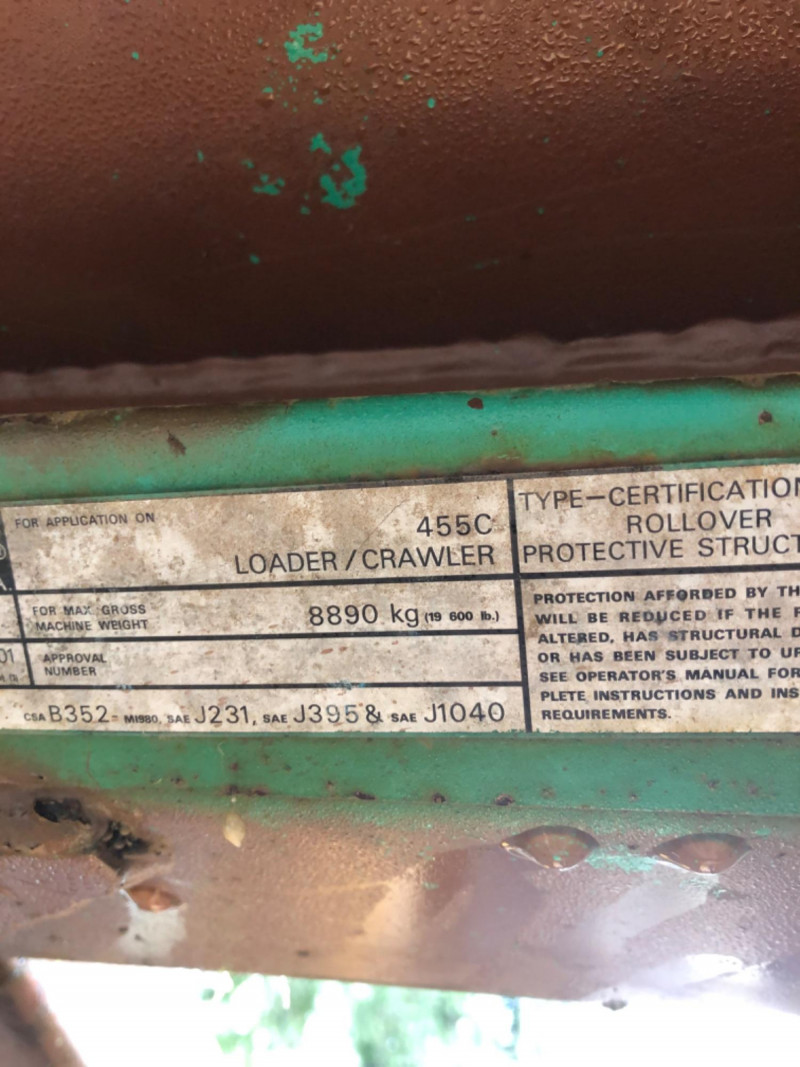 FOR APPLICATION ON
455C
LOADER/CRAWLER
FOR MAX. GROSS
MACHINE WEIGHT
8890 kg (19 600 lb.)
01
APPROVAL
NUMBER
CSA B352-M1980, SAE J231, SAE J395 & SAE J1040
TYPE-CERTIFICATION
ROLLOVER
PROTECTIVE STRUCT
PROTECTION AFFORDED BY TH
WILL BE REDUCED IF THE R
ALTERED, HAS STRUCTURAL D
OR HAS BEEN SUBJECT TO UP
SEE OPERATOR'S MANUAL FOR
PLETE INSTRUCTIONS AND INS
REQUIREMENTS.